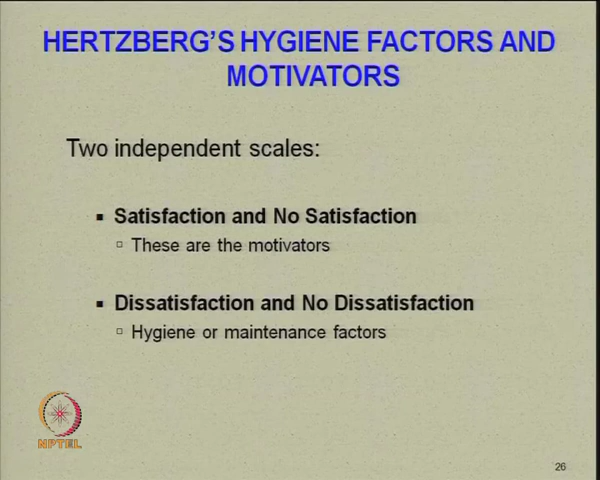 HERTZBERG'S HYGIENE FACTORS AND
MOTIVATORS
Two independent scales:
▪ Satisfaction and No Satisfaction
▫ These are the motivators
▪ Dissatisfaction and No Dissatisfaction
▫ Hygiene or maintenance factors
NPTEL
26